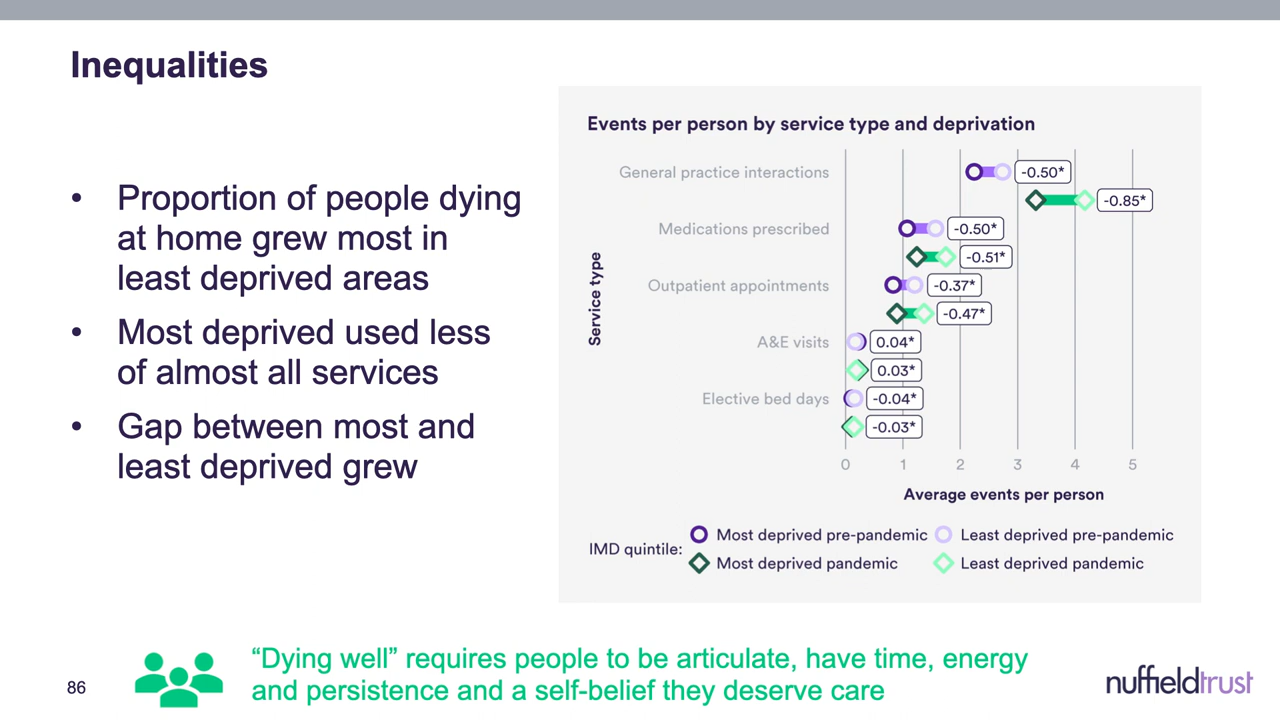 Inequalities
• Proportion of people dying
at home grew most in
least deprived areas
• Most deprived used less
of almost all services
• Gap between most and
least deprived grew
Events per person by service type and deprivation
Service type
General practice interactions
-0.50*
-0.85*
Medications prescribed
-0.50*
-0.51*
Outpatient appointments
-0.37*
-0.47*
A&E visits
0.04*
0.03*
Elective bed days
-0.04*
-0.03*
0 1 2 3 4 5
Average events per person
IMD quintile:
Most deprived pre-pandemic Least deprived pre-pandemic
Most deprived pandemic Least deprived pandemic
“Dying well” requires people to be articulate, have time, energy
and persistence and a self-belief they deserve care
86
nuffieldtrust